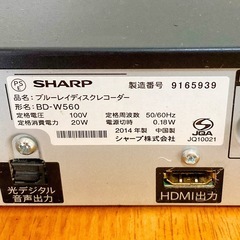 PS
E
SHARP
製造番号 9165939
品名：ブルーレイディスクレコーダー
形名：BD-W560
定格電圧 100V 定格周波数 50/60Hz
定格消費電力 20W 電源切時 0.18W
2014年製 中国製
シャープ株式会社
JQA
JQ10021
光デジタル
音声出力
HDMI出力